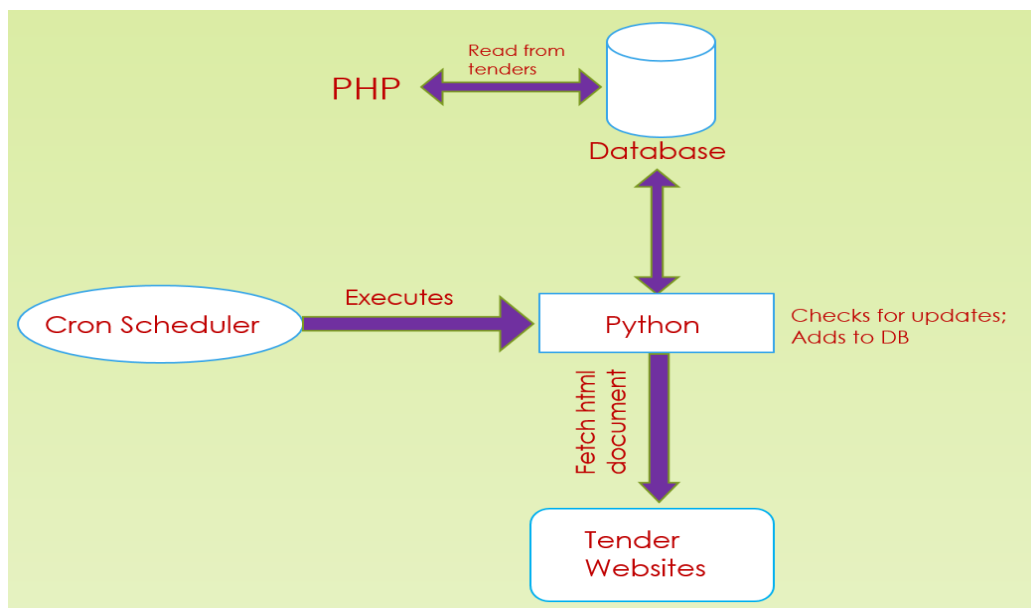 Read from
tenders
PHP
Database
Executes
Cron Scheduler
Python
Checks for updates;
Adds to DB
Fetch html
document
Tender
Websites